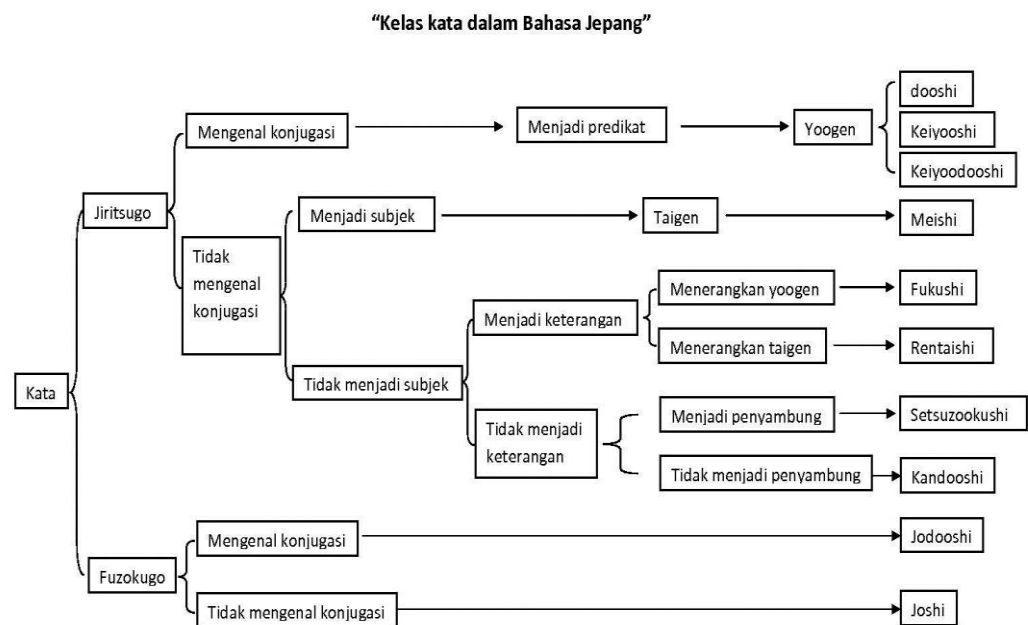 “Kelas kata dalam Bahasa Jepang”
Kata
Jiritsugo
Mengenal konjugasi
Menjadi predikat
Yoogen
dooshi
Keiyooshi
Keiyoodooshi
Tidak
mengenal
konjugasi
Menjadi subjek
Taigen
Meishi
Tidak menjadi subjek
Menjadi keterangan
Menerangkan yoogen
Fukushi
Menerangkan taigen
Rentaishi
Tidak menjadi
keterangan
Menjadi penyambung
Setsuzookushi
Tidak menjadi penyambung
Kandooshi
Fuzokugo
Mengenal konjugasi
Jodooshi
Tidak mengenal konjugasi
Joshi